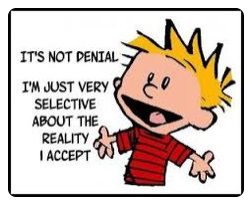 IT'S NOT DENIAL
I'M JUST VERY
SELECTIVE
ABOUT THE
REALITY
I ACCEPT